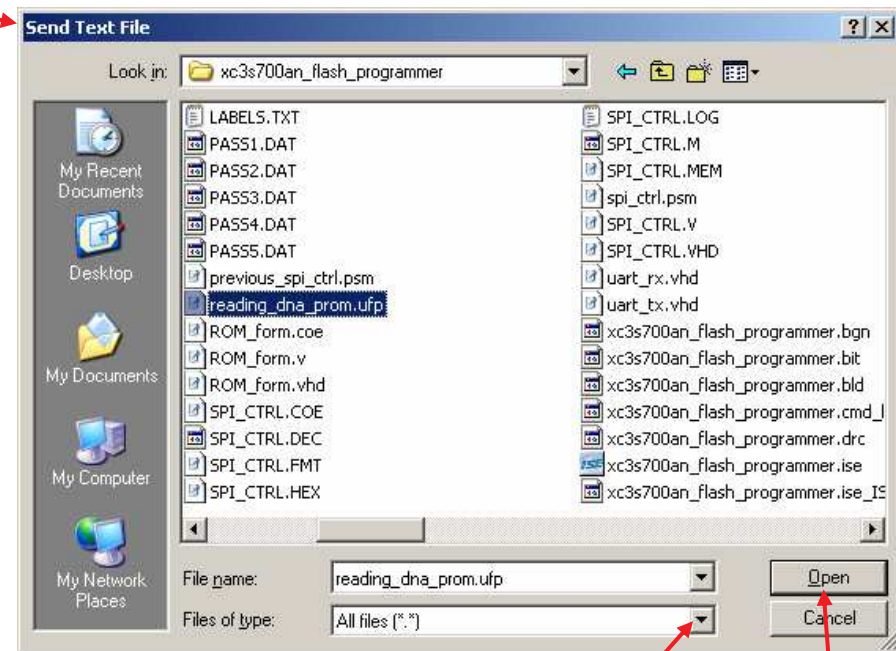 Send Text File
Look in: xc3s700an_flash_programmer
My Recent
Documents
Desktop
My Documents
My Computer
My Network
Places
LABELS.TXT
PASS1.DAT
PASS2.DAT
PASS3.DAT
PASS4.DAT
PASS5.DAT
previous_spi_ctrl.psm
reading_dna_prom.ufp
ROM_form.coe
ROM_form.v
ROM_form.vhd
SPI_CTRL.COE
SPI_CTRL.DEC
SPI_CTRL.FMT
SPI_CTRL.HEX
SPI_CTRL.LOG
SPI_CTRL.M
SPI_CTRL.MEM
spi_ctrl.psm
SPI_CTRL.V
SPI_CTRL.VHD
uart_rx.vhd
uart_tx.vhd
xc3s700an_flash_programmer.bgn
xc3s700an_flash_programmer.bit
xc3s700an_flash_programmer.bld
xc3s700an_flash_programmer.cmd_l
xc3s700an_flash_programmer.drc
xc3s700an_flash_programmer.ise
xc3s700an_flash_programmer.ise_IS
File name: reading_dna_prom.ufp
Open
Files of type: All files (*.*)
Cancel